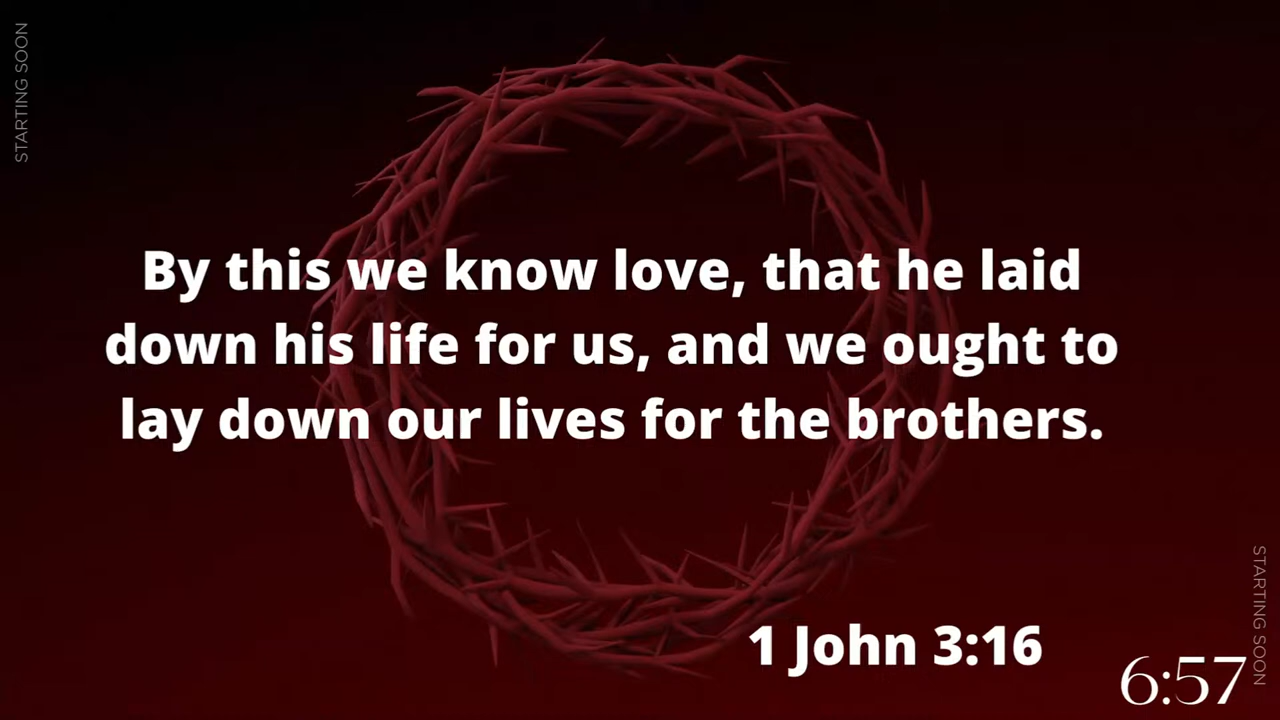 STARTING SOON
By this we know love, that he laid
down his life for us, and we ought to
lay down our lives for the brothers.
1 John 3:16
6:57
STARTING SOON